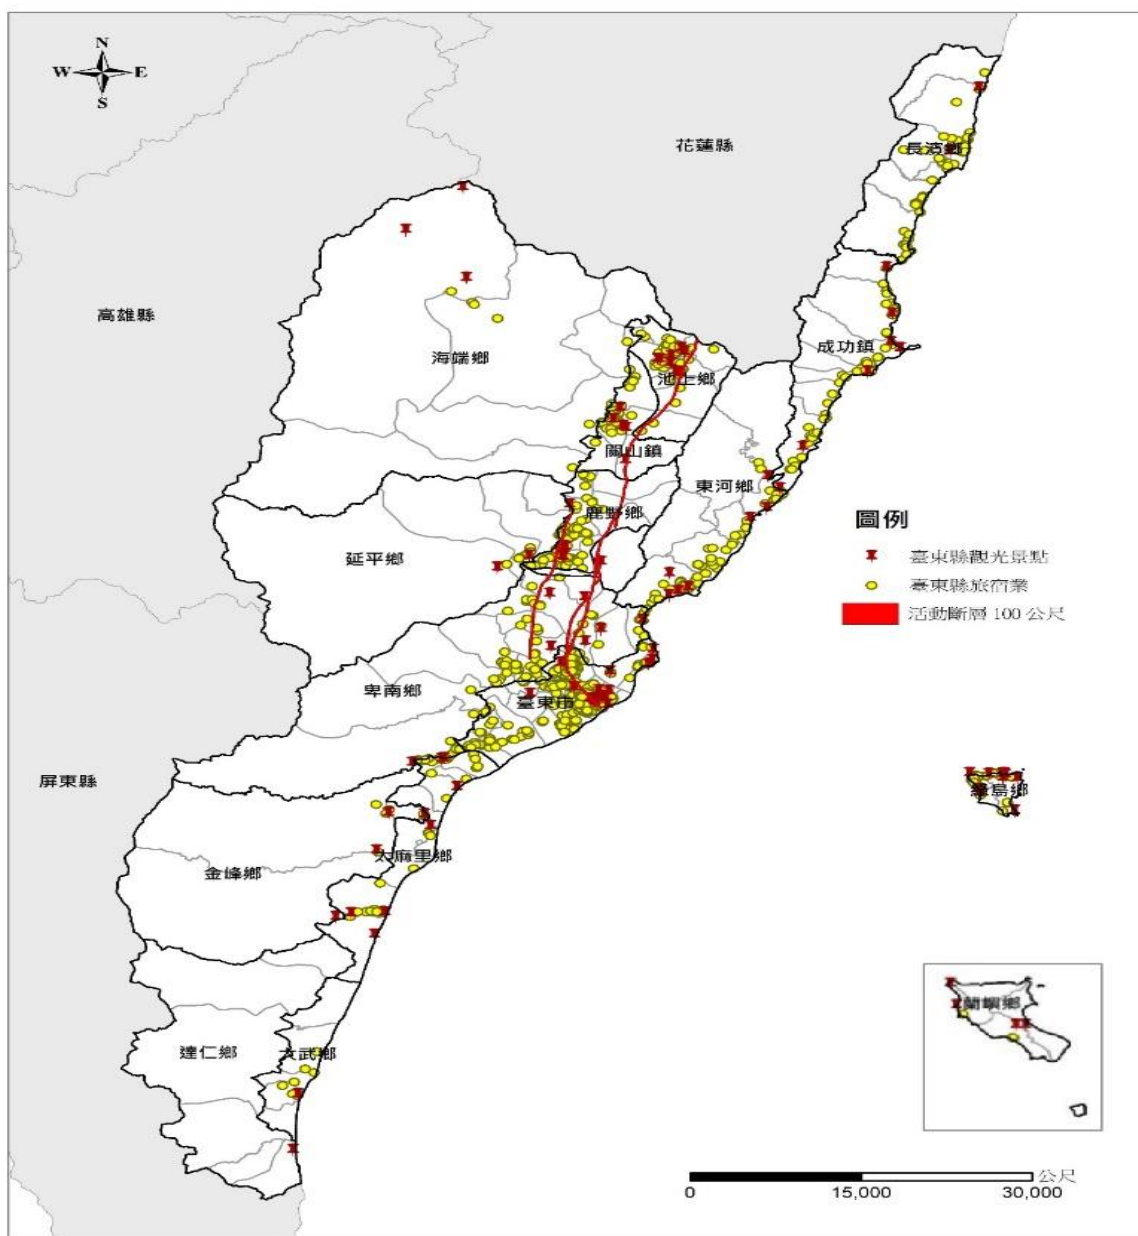 N
W E
S
花蓮縣
長濱鄉
高雄縣
海端鄉
成功鎮
池上鄉
關山鎮
東河鄉
鹿野鄉
延平鄉
圖例
臺東縣觀光景點
臺東縣旅宿業
活動斷層 100 公尺
卑南鄉
臺東市
屏東縣
綠島鄉
太麻里鄉
金峰鄉
蘭嶼鄉
達仁鄉
大武鄉
公尺
0 15,000 30,000